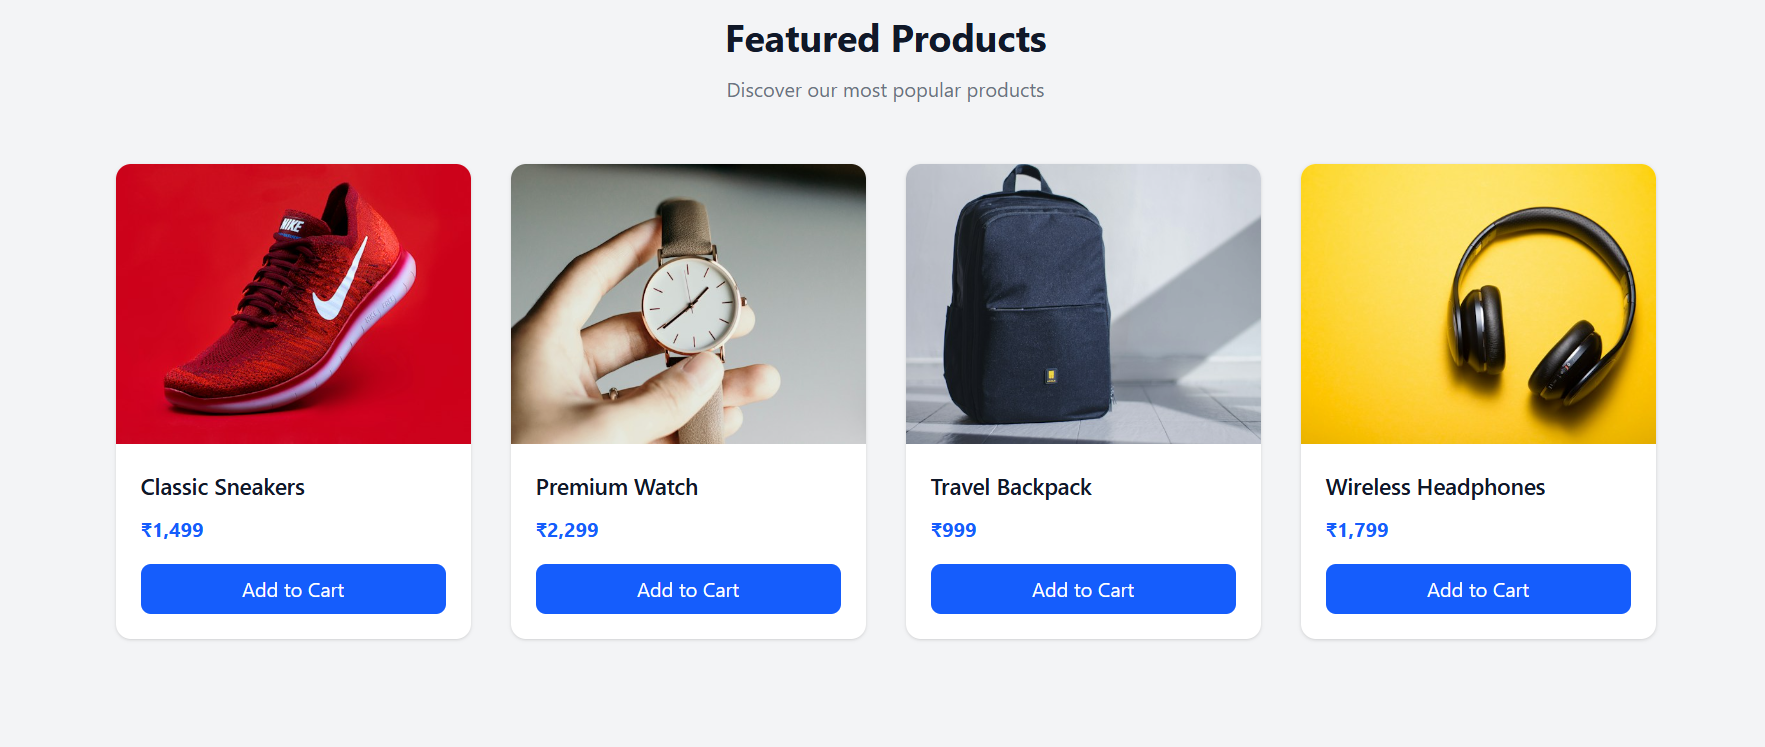 Featured Products
Discover our most popular products
NIKE
Classic Sneakers
₹1,499
Add to Cart
Premium Watch
₹2,299
Add to Cart
Travel Backpack
₹999
Add to Cart
Wireless Headphones
₹1,799
Add to Cart